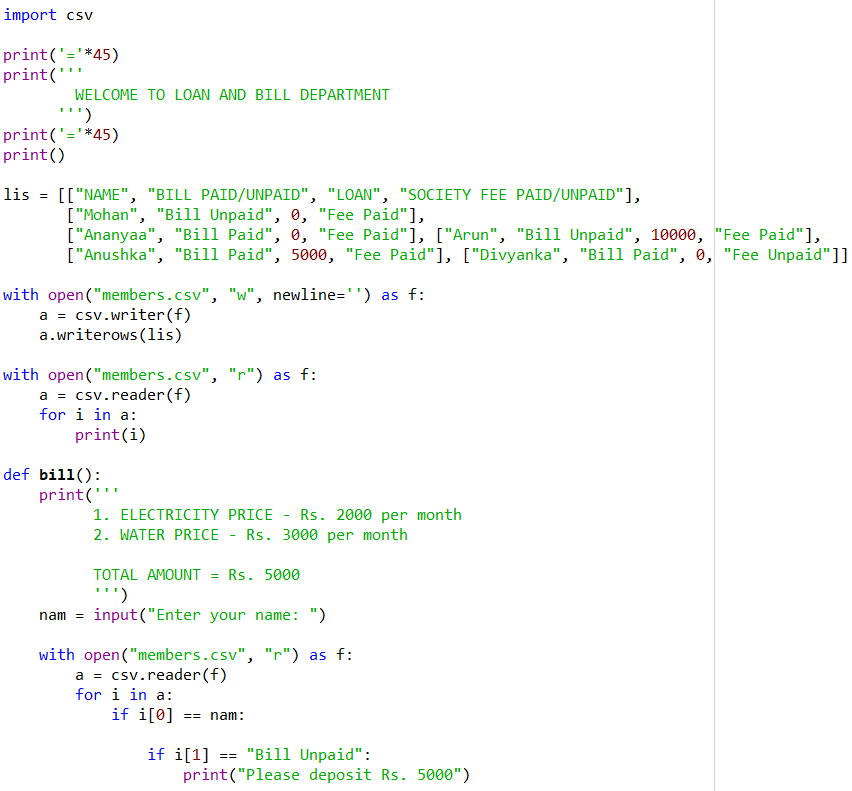 import csv

print('='*45)
print('''
        WELCOME TO LOAN AND BILL DEPARTMENT
      ''')
print('='*45)
print()

lis = [["NAME", "BILL PAID/UNPAID", "LOAN", "SOCIETY FEE PAID/UNPAID"],
       ["Mohan", "Bill Unpaid", 0, "Fee Paid"],
       ["Ananyaa", "Bill Paid", 0, "Fee Paid"], ["Arun", "Bill Unpaid", 10000, "Fee Paid"],
       ["Anushka", "Bill Paid", 5000, "Fee Paid"], ["Divyanka", "Bill Paid", 0, "Fee Unpaid"]]

with open("members.csv", "w", newline='') as f:
    a = csv.writer(f)
    a.writerows(lis)

with open("members.csv", "r") as f:
    a = csv.reader(f)
    for i in a:
        print(i)

def bill():
    print('''
          1. ELECTRICITY PRICE - Rs. 2000 per month
          2. WATER PRICE - Rs. 3000 per month

          TOTAL AMOUNT = Rs. 5000
          ''')
    nam = input("Enter your name: ")

    with open("members.csv", "r") as f:
        a = csv.reader(f)
        for i in a:
            if i[0] == nam:

                if i[1] == "Bill Unpaid":
                    print("Please deposit Rs. 5000")